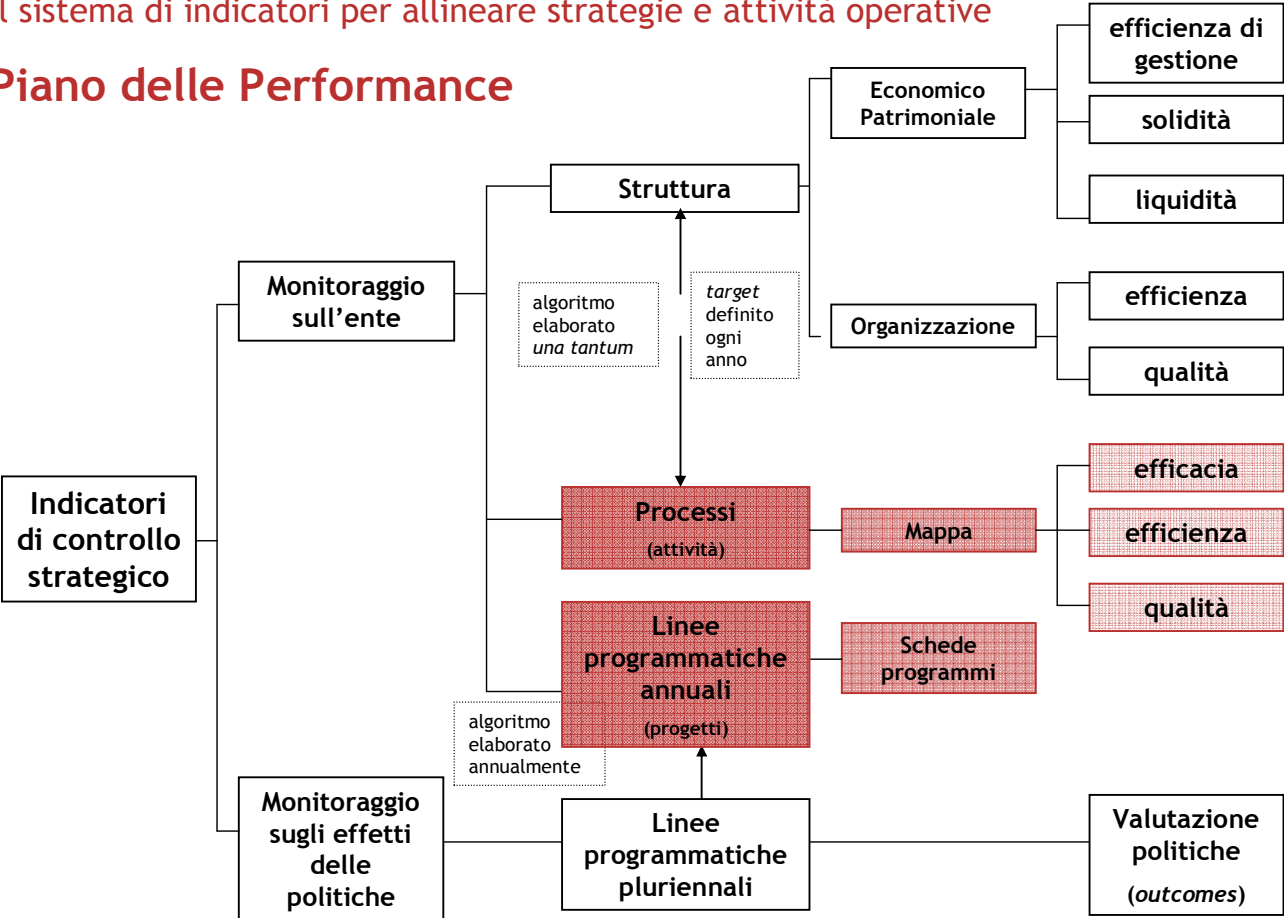 l sistema di indicatori per allineare strategie e attività operative
Piano delle Performance
efficienza di
gestione
Economico
Patrimoniale
solidità
Struttura
liquidità
Monitoraggio
sull'ente
algoritmo
elaborato
una tantum
target
definito
ogni
anno
Organizzazione
efficienza
qualità
Indicatori
di controllo
strategico
Processi
(attività)
Mappa
efficacia
efficienza
qualità
Linee
programmatiche
annuali
(progetti)
Schede
programmi
algoritmo
elaborato
annualmente
Monitoraggio
sugli effetti
delle
politiche
Linee
programmatiche
pluriennali
Valutazione
politiche
(outcomes)